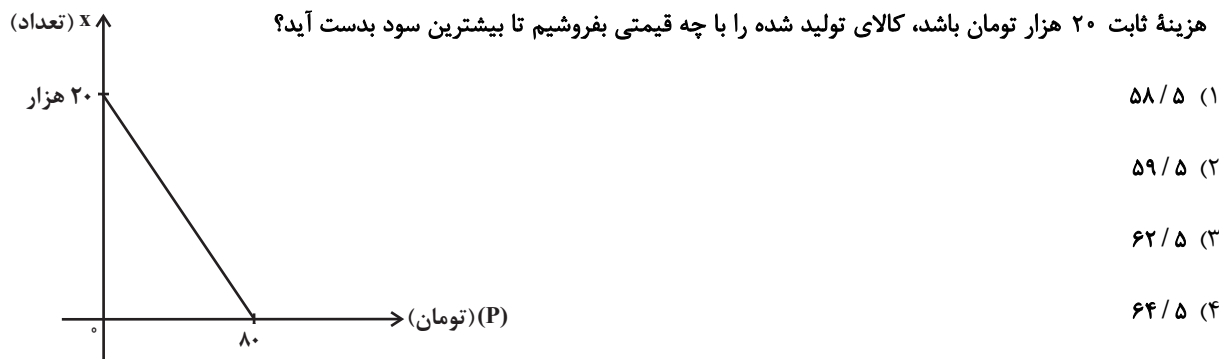 هزینهٔ ثابت ۲۰ هزار تومان باشد، کالای تولید شده را با چه قیمتی بفروشیم تا بیشترین سود بدست آید؟
x (تعداد)
۲۰ هزار
۱) ۵۸/۵
۲) ۵۹/۵
۳) ۶۲/۵
۴) ۶۴/۵
(P)(تومان)
۰
۸۰